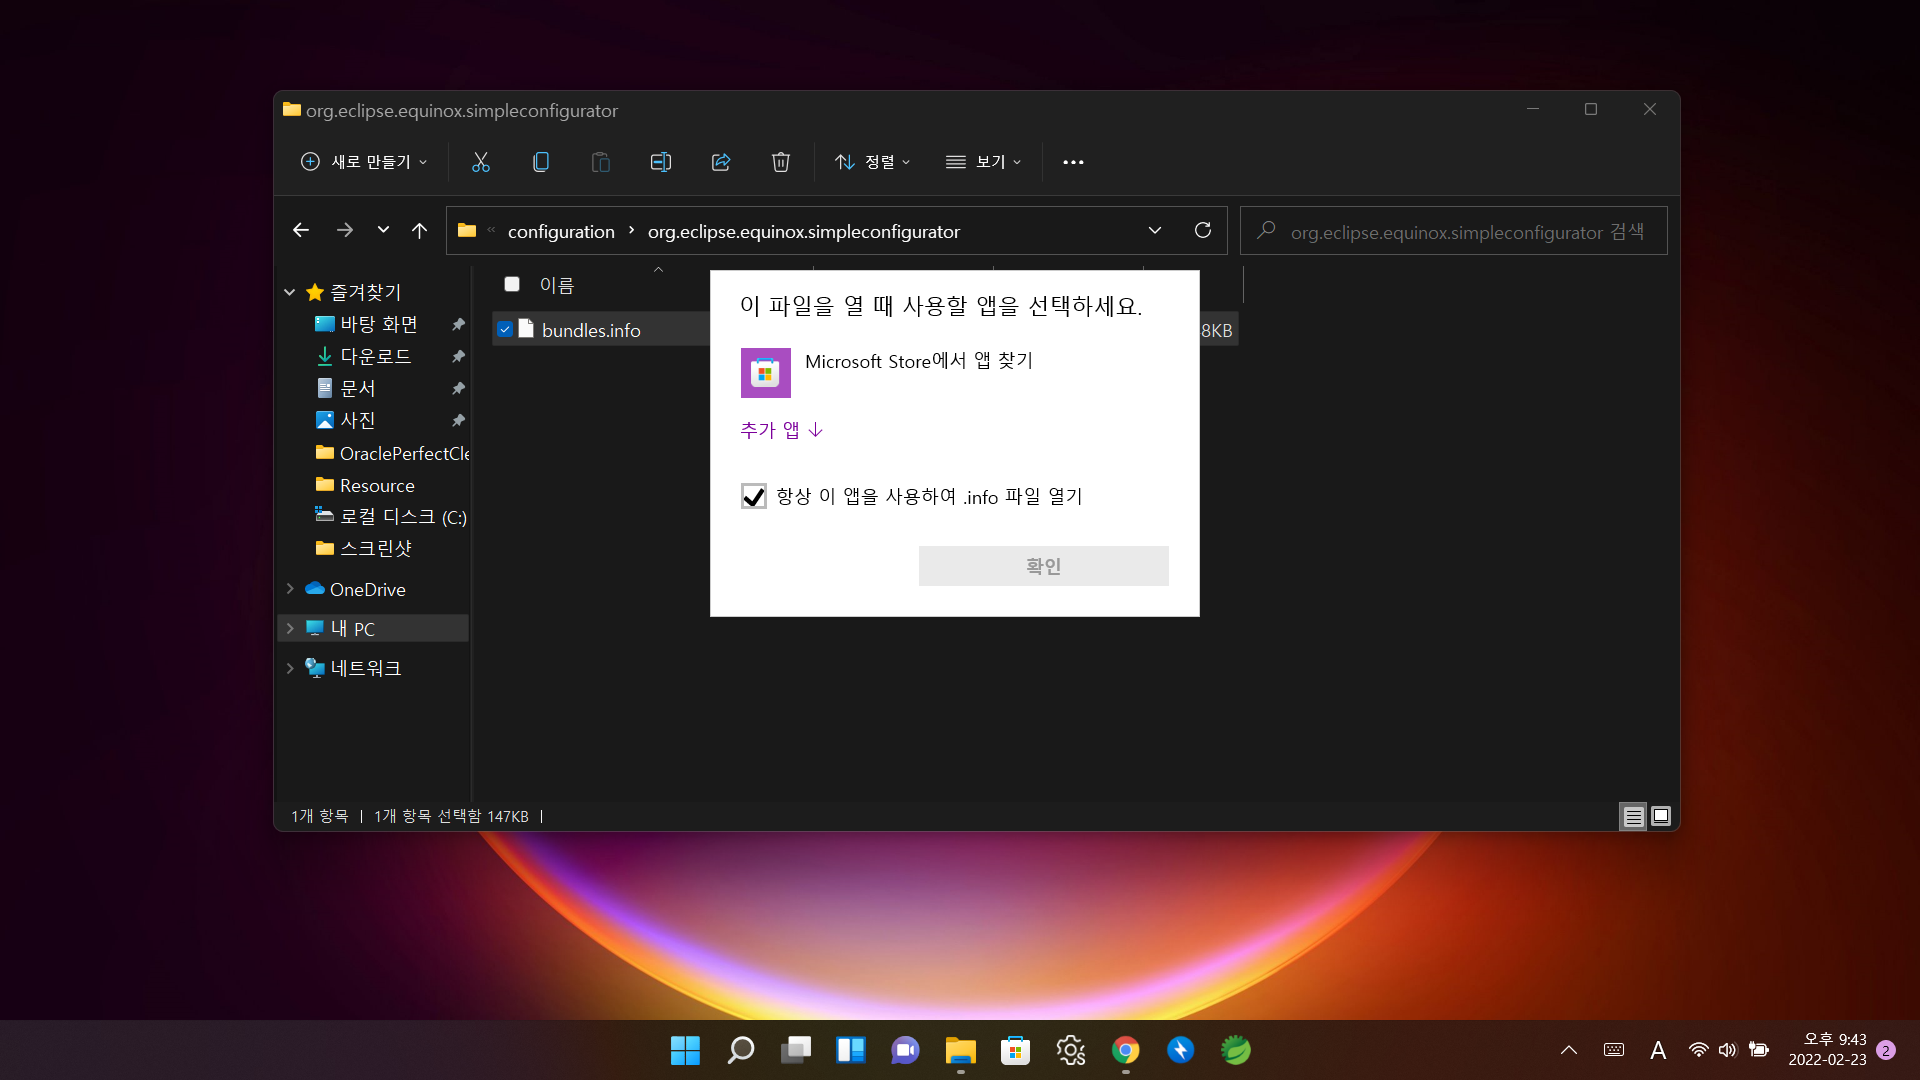 org.eclipse.equinox.simpleconfigurator
새로 만들기
정렬
보기
configuration
org.eclipse.equinox.simpleconfigurator
org.eclipse.equinox.simpleconfigurator 검색
즐겨찾기
바탕 화면
다운로드
문서
사진
OraclePerfectCle
Resource
로컬 디스크 (C:)
스크린샷
OneDrive
내 PC
네트워크
이름
bundles.info
8KB
이 파일을 열 때 사용할 앱을 선택하세요.
Microsoft Store에서 앱 찾기
추가 앱 ↓
항상 이 앱을 사용하여 .info 파일 열기
확인
1개 항목
1개 항목 선택함 147KB
A
오후 9:43
2022-02-23
2